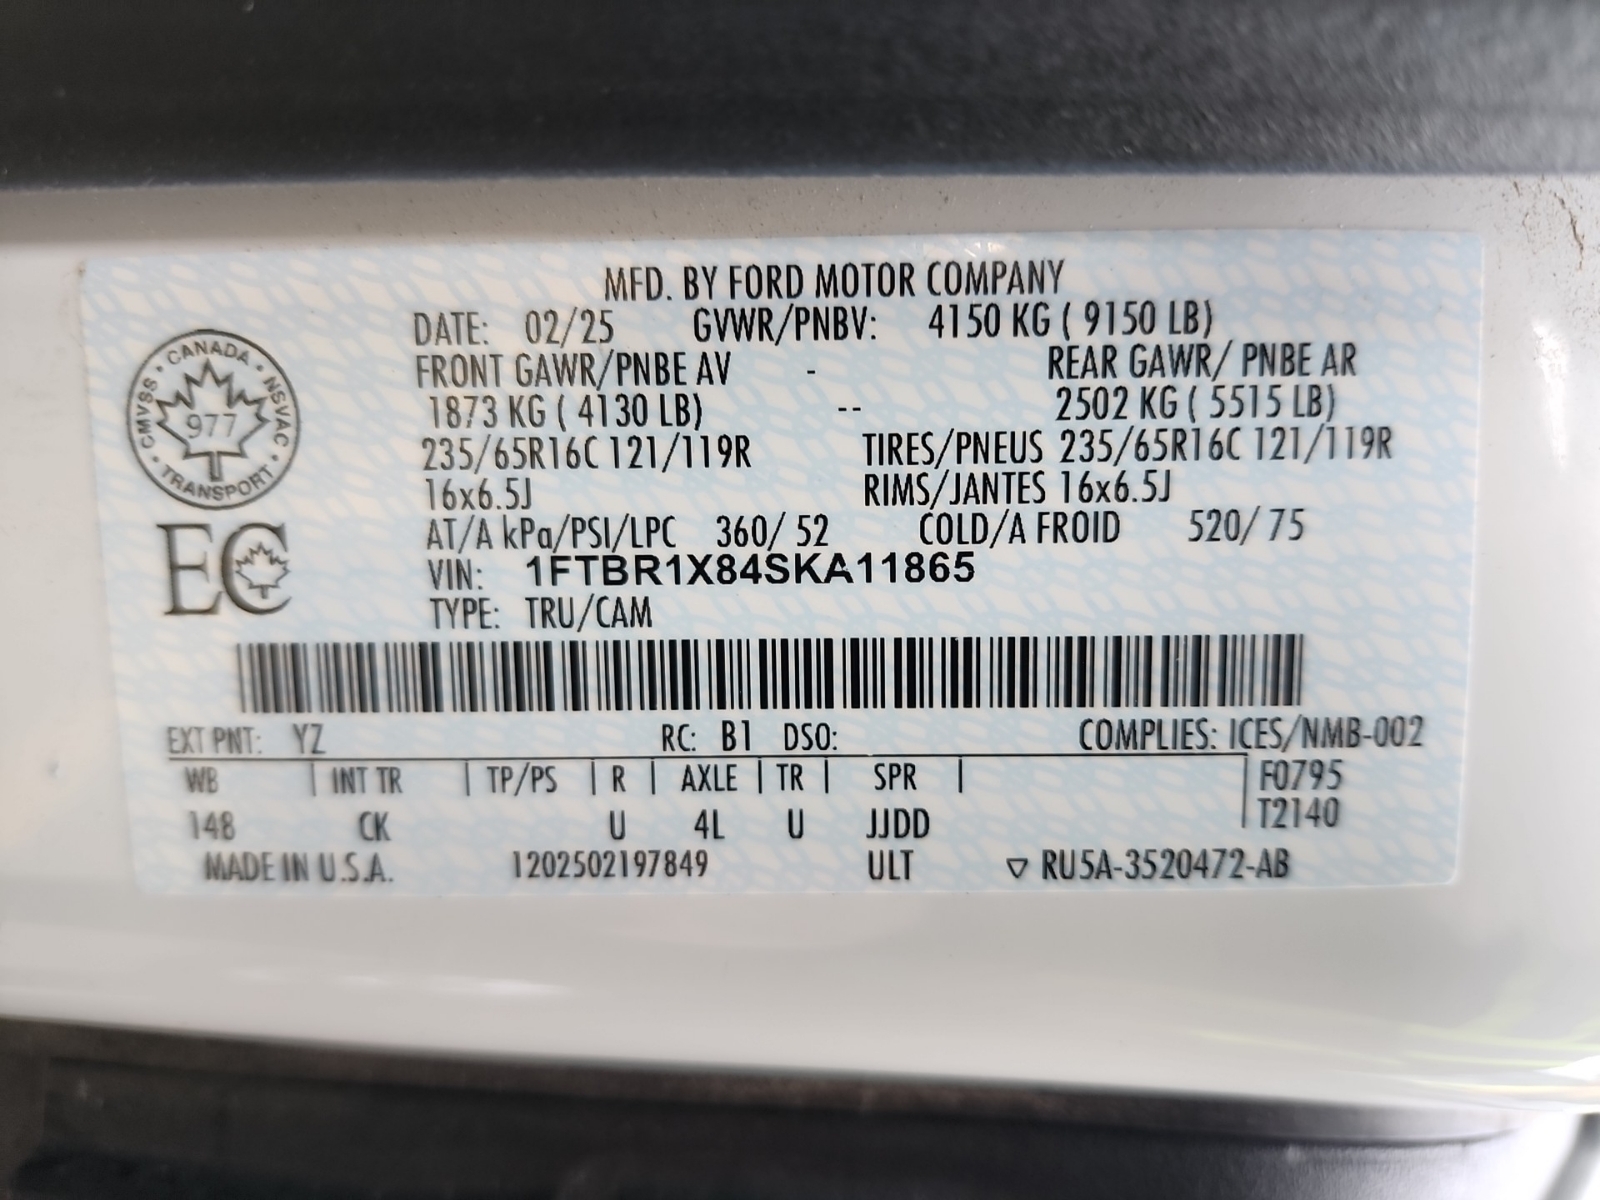 MFD. BY FORD MOTOR COMPANY
DATE: 02/25 GVWR/PNBV: 4150 KG ( 9150 LB)
FRONT GAWR/PNBE AV - REAR GAWR/ PNBE AR
1873 KG ( 4130 LB) -- 2502 KG ( 5515 LB)
235/65R16C 121/119R TIRES/PNEUS 235/65R16C 121/119R
16x6.5J RIMS/JANTES 16x6.5J
AT/A kPa/PSI/LPC 360/ 52 COLD/A FROID 520/ 75
VIN: 1FTBR1X84SKA11865
TYPE: TRU/CAM
CANADA • NSVAC • TRANSPORT • CMVSS •
977
EC
EXT PNT: YZ RC: B1 DSO: COMPLIES: ICES/NMB-002
WB | INT TR | TP/PS | R | AXLE | TR | SPR | F0795
148 CK U 4L U JJDD T2140
MADE IN U.S.A. 1202502197849 ULT ▽ RU5A-3520472-AB